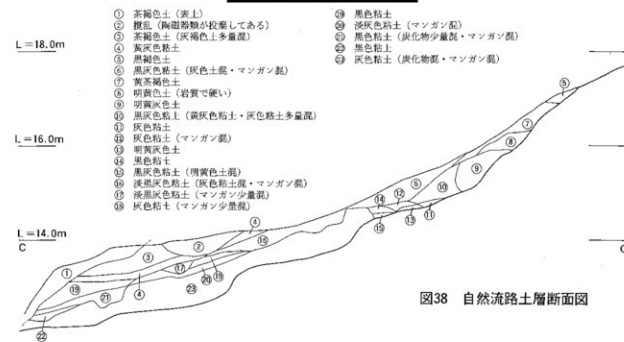 ① 茶褐色土（表土）
② 攪乱（陶磁器類が投棄してある）
③ 茶褐色土（灰褐色土多量混）
④ 黄灰色粘土
⑤ 黒褐色土
⑥ 黒灰色粘土（灰色土混・マンガン混）
⑦ 黄茶褐色土
⑧ 明黄色土（岩質で硬い）
⑨ 明黄灰色土
⑩ 黒灰色粘土（黄灰色粘土・灰色粘土多量混）
⑪ 灰色粘土
⑫ 灰色粘土（マンガン混）
⑬ 明黄灰色土
⑭ 黒色粘土
⑮ 黒灰色粘土（明黄色土混）
⑯ 淡黒灰色粘土（灰色粘土混・マンガン混）
⑰ 淡黒灰色粘土（マンガン少量混）
⑱ 灰色粘土（マンガン少量混）
⑲ 黒色粘土
⑳ 淡灰色粘土（マンガン混）
㉑ 黒色粘土（炭化物少量混・マンガン混）
㉒ 黒色粘土
㉓ 灰色粘土（炭化物混・マンガン混）
L = 18.0m
L = 16.0m
L = 14.0m
C
C
⑤
⑦
⑧
⑨
⑥
⑩
⑫
⑭
⑮
⑬
⑪
④
②
⑯
③
①
⑰
⑲
⑳
㉓
④
⑲
㉑
㉒
図38 自然流路土層断面図